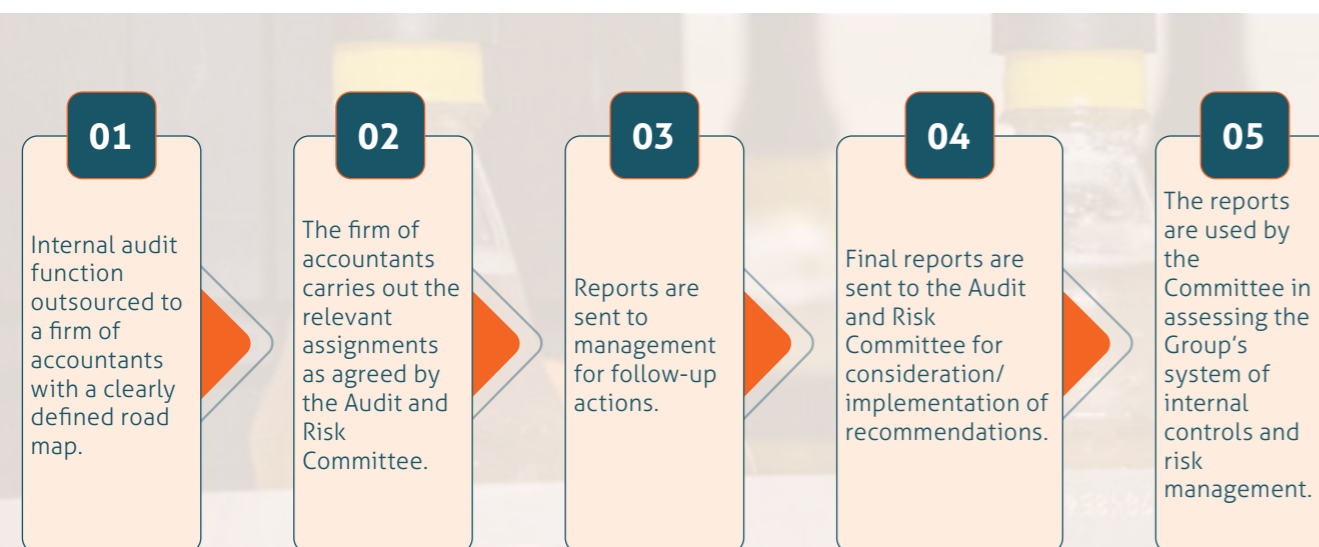 01
Internal audit
function
outsourced to
a firm of
accountants
with a clearly
defined road
map.
02
The firm of
accountants
carries out the
relevant
assignments
as agreed by
the Audit and
Risk
Committee.
03
Reports are
sent to
management
for follow-up
actions.
04
Final reports are
sent to the Audit
and Risk
Committee for
consideration/
implementation of
recommendations.
05
The reports
are used by
the
Committee in
assessing the
Group’s
system of
internal
controls and
risk
management.